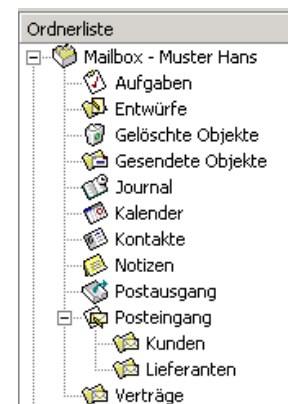 Ordnerliste
Mailbox - Muster Hans
Aufgaben
Entwürfe
Gelöschte Objekte
Gesendete Objekte
Journal
Kalender
Kontakte
Notizen
Postausgang
Posteingang
Kunden
Lieferanten
Verträge